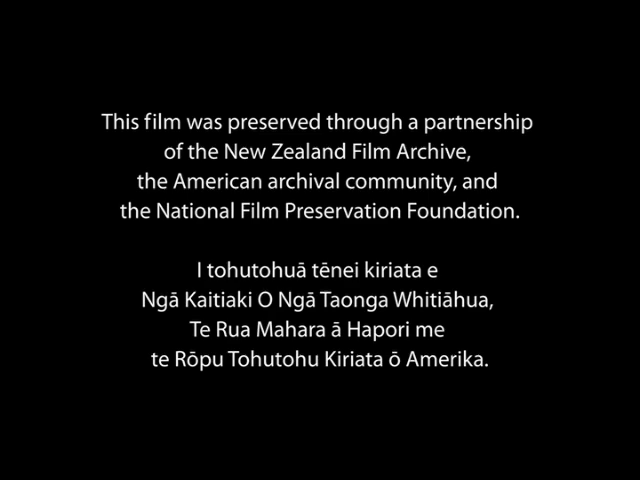 This film was preserved through a partnership
of the New Zealand Film Archive,
the American archival community, and
the National Film Preservation Foundation.
I tohutohuā tēnei kiriata e
Ngā Kaitiaki O Ngā Taonga Whitiāhua,
Te Rua Mahara ā Hapori me
te Rōpu Tohutohu Kiriata ō Amerika.